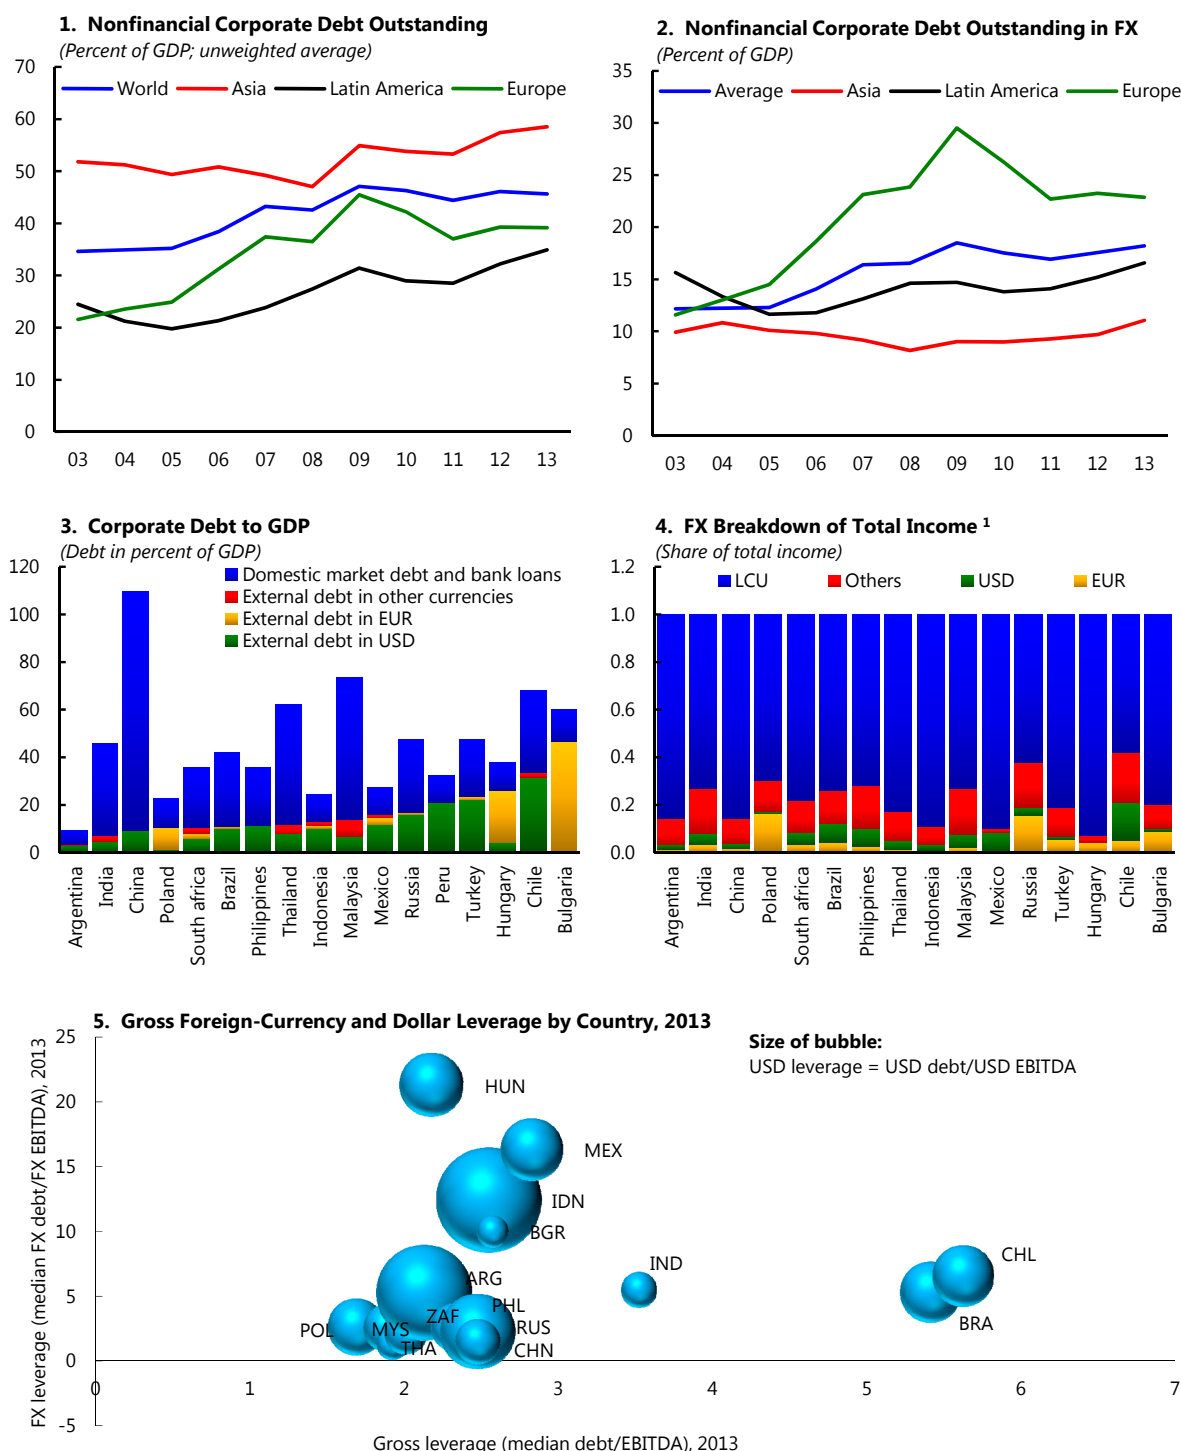 1. Nonfinancial Corporate Debt Outstanding
(Percent of GDP; unweighted average)
70
60
50
40
30
20
10
0
World Asia Latin America Europe
03 04 05 06 07 08 09 10 11 12 13
2. Nonfinancial Corporate Debt Outstanding in FX
(Percent of GDP)
35
30
25
20
15
10
5
0
Average Asia Latin America Europe
03 04 05 06 07 08 09 10 11 12 13
3. Corporate Debt to GDP
(Debt in percent of GDP)
120
100
80
60
40
20
0
Domestic market debt and bank loans
External debt in other currencies
External debt in EUR
External debt in USD
Argentina
India
China
Poland
South africa
Brazil
Philippines
Thailand
Indonesia
Malaysia
Mexico
Russia
Peru
Turkey
Hungary
Chile
Bulgaria
4. FX Breakdown of Total Income 1
(Share of total income)
1.2
1.0
0.8
0.6
0.4
0.2
0.0
LCU Others USD EUR
Argentina
India
China
Poland
South africa
Brazil
Philippines
Thailand
Indonesia
Malaysia
Mexico
Russia
Turkey
Hungary
Chile
Bulgaria
5. Gross Foreign-Currency and Dollar Leverage by Country, 2013
Size of bubble:
USD leverage = USD debt/USD EBITDA
FX leverage (median FX debt/FX EBITDA), 2013
25
20
15
10
5
0
-5
HUN
MEX
IDN
BGR
IND
CHL
BRA
ARG
PHL
ZAF
RUS
POL
MYS
THA
CHN
0 1 2 3 4 5 6 7
Gross leverage (median debt/EBITDA), 2013